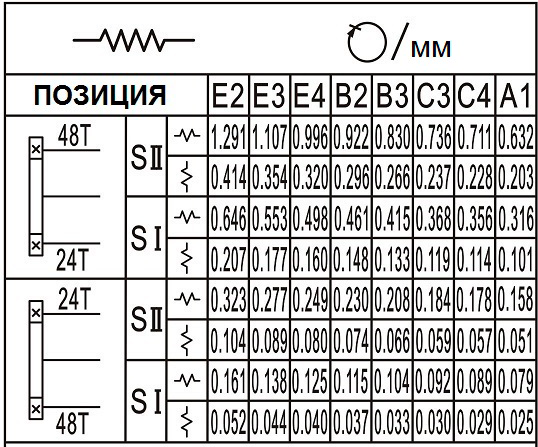 /мм
ПОЗИЦИЯ E2 E3 E4 B2 B3 C3 C4 A1
48T SⅡ 1.291 1.107 0.996 0.922 0.830 0.736 0.711 0.632
0.414 0.354 0.320 0.296 0.266 0.237 0.228 0.203
24T SⅠ 0.646 0.553 0.498 0.461 0.415 0.368 0.356 0.316
0.207 0.177 0.160 0.148 0.133 0.119 0.114 0.101
24T SⅡ 0.323 0.277 0.249 0.230 0.208 0.184 0.178 0.158
0.104 0.089 0.080 0.074 0.066 0.059 0.057 0.051
48T SⅠ 0.161 0.138 0.125 0.115 0.104 0.092 0.089 0.079
0.052 0.044 0.040 0.037 0.033 0.030 0.029 0.025